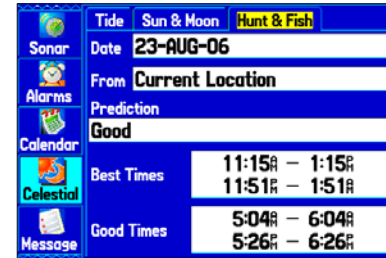 Tide Sun & Moon Hunt & Fish
Sonar
Date 23-AUG-06
From Current Location
Alarms
Prediction
Good
Calendar
Best Times 11:15A – 1:15P
11:51P – 1:51A
Celestial
Good Times 5:04A – 6:04A
5:26P – 6:26P
Message